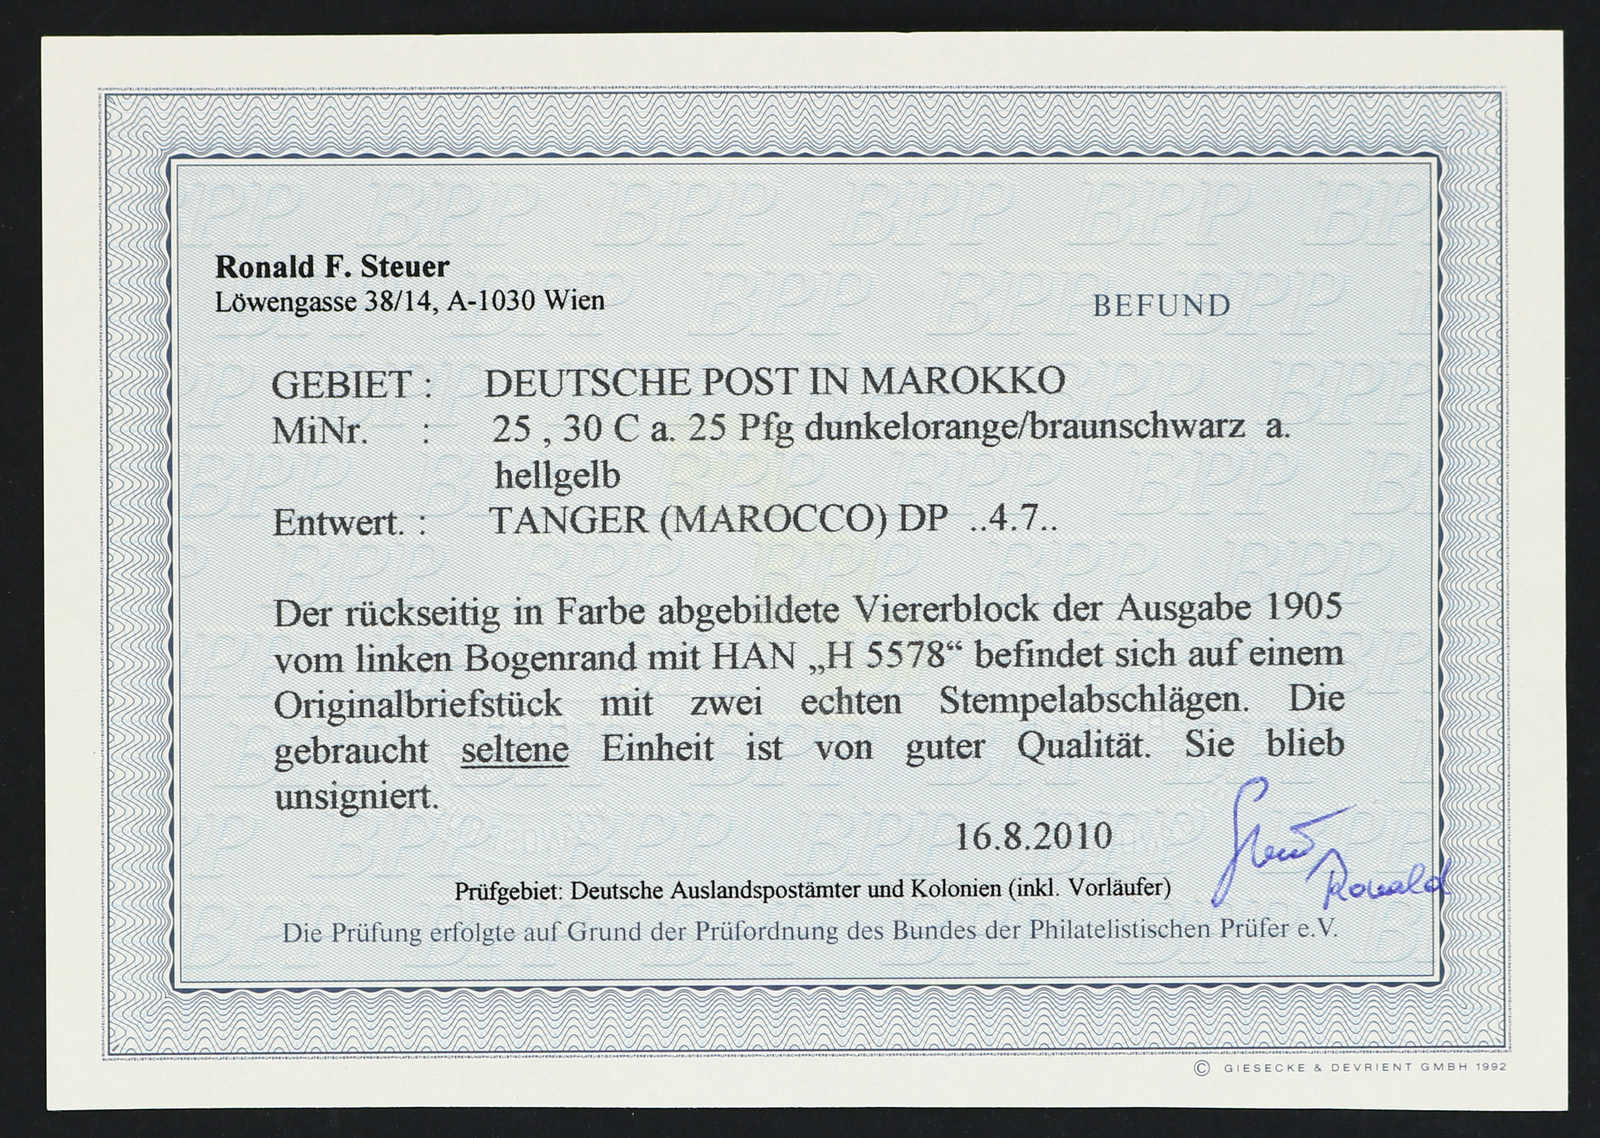 Ronald F. Steuer
Löwengasse 38/14, A-1030 Wien
BEFUND
GEBIET : DEUTSCHE POST IN MAROKKO
MiNr. : 25 , 30 C a. 25 Pfg dunkelorange/braunschwarz a.
hellgelb
Entwert. : TANGER (MAROCCO) DP ..4.7..
Der rückseitig in Farbe abgebildete Viererblock der Ausgabe 1905
vom linken Bogenrand mit HAN „H 5578“ befindet sich auf einem
Originalbriefstück mit zwei echten Stempelabschlägen. Die
gebraucht seltene Einheit ist von guter Qualität. Sie blieb
unsigniert.
16.8.2010
Steuer Ronald
Prüfgebiet: Deutsche Auslandspostämter und Kolonien (inkl. Vorläufer)
Die Prüfung erfolgte auf Grund der Prüfordnung des Bundes der Philatelistischen Prüfer e.V.
© GIESECKE & DEVRIENT GMBH 1992